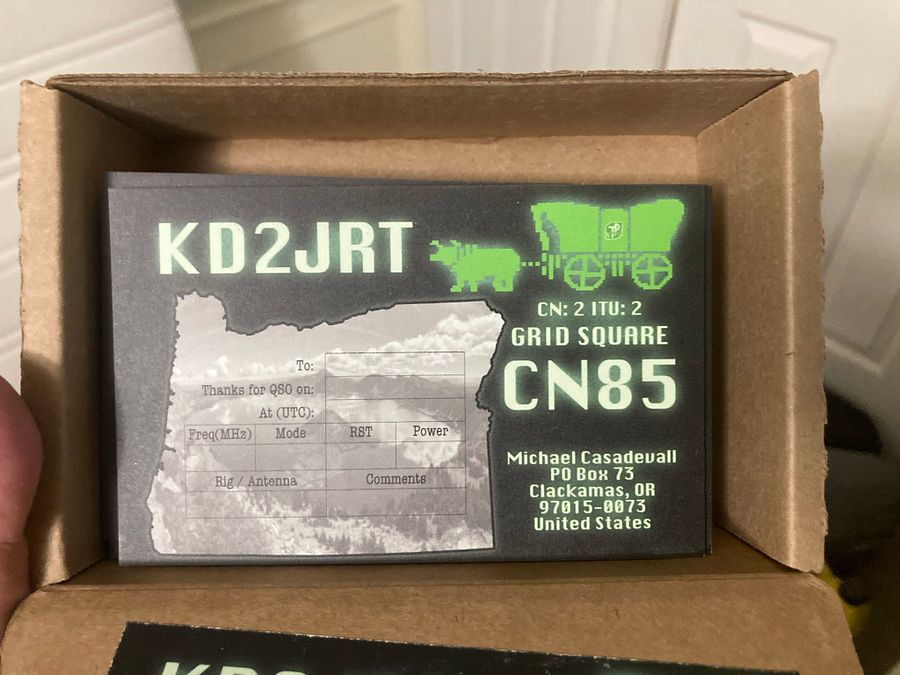 KD2JRT
CN: 2 ITU: 2
GRID SQUARE
CN85
To:
Thanks for QSO on:
At (UTC):
Freq(MHz) Mode RST Power
Rig / Antenna Comments
Michael Casadevall
PO Box 73
Clackamas, OR
97015-0073
United States